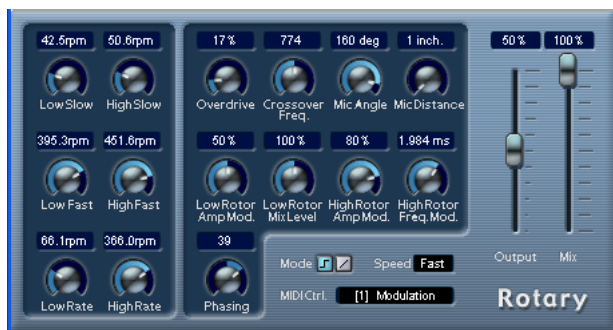 42.5rpm 50.6rpm 17% 774 160 deg 1 inch. 50% 100%
Low Slow High Slow Overdrive Crossover Freq. Mic Angle Mic Distance
395.3rpm 451.6rpm 50% 100% 80% 1.984 ms
Low Fast High Fast Low Rotor Amp Mod. Low Rotor Mix Level High Rotor Amp Mod. High Rotor Freq. Mod.
66.1rpm 366.0rpm 39
Mode Speed Fast Output Mix
Low Rate High Rate Phasing MIDI Ctrl. [1] Modulation
Rotary